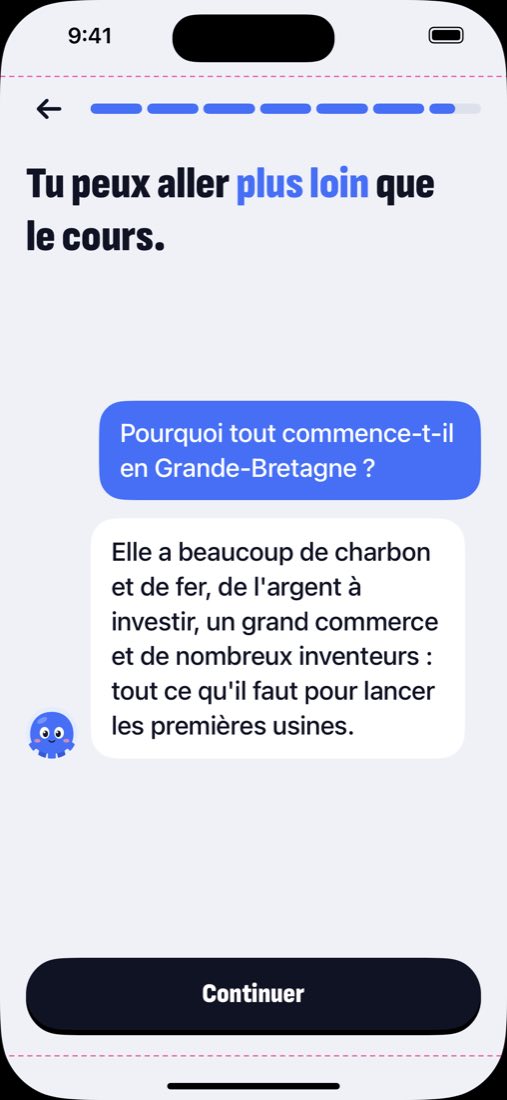 9:41
Tu peux aller plus loin que
le cours.
Pourquoi tout commence-t-il
en Grande-Bretagne ?
Elle a beaucoup de charbon
et de fer, de l'argent à
investir, un grand commerce
et de nombreux inventeurs :
tout ce qu'il faut pour lancer
les premières usines.
Continuer